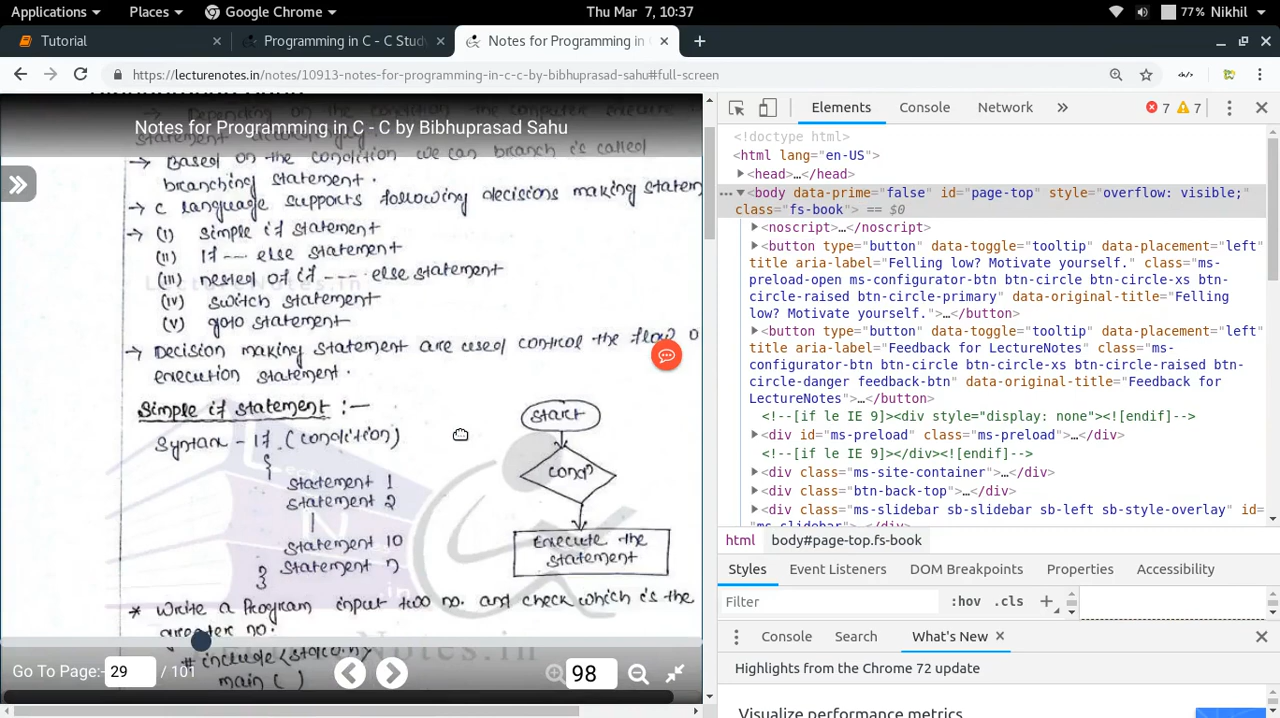 Applications Places Google Chrome Thu Mar 7, 10:37 77% Nikhil
Tutorial Programming in C - C Stud Notes for Programming in
https://lecturenotes.in/notes/10913-notes-for-programming-in-c-c-by-bibhuprasad-sahu#full-screen
→ Depending on the condition the computer execute
statement
Notes for Programming in C - C by Bibhuprasad Sahu
→ Based on the condition we can branch is called
branching statement.
→ C language supports following decisions making statem
→ (i) simple if statement
(ii) If --- else statement
(iii) nested of if --- else statement
(iv) switch statement
(v) goto statement
→ Decision making statement are used control the flow o
execution statement.
Simple if statement :-
Syntax - If (condition)
{
statement 1
statement 2
|
statement 10
statement n
}
start
condn
Execute the
statement
* Write a Program input two no. and check which is the
greater no.
# include <stdio.h>
main ( )
Go To Page:- 29 / 101 98
Elements Console Network 7 7
<!doctype html>
<html lang="en-US">
<head>…</head>
<body data-prime="false" id="page-top" style="overflow: visible;"
class="fs-book"> == $0
<noscript>…</noscript>
<button type="button" data-toggle="tooltip" data-placement="left"
title aria-label="Felling low? Motivate yourself." class="ms-
preload-open ms-configurator-btn btn-circle btn-circle-xs btn-
circle-raised btn-circle-primary" data-original-title="Felling
low? Motivate yourself.">…</button>
<button type="button" data-toggle="tooltip" data-placement="left"
title aria-label="Feedback for LectureNotes" class="ms-
configurator-btn btn-circle btn-circle-xs btn-circle-raised btn-
circle-danger feedback-btn" data-original-title="Feedback for
LectureNotes">…</button>
<!--[if le IE 9]><div style="display: none"><![endif]-->
<div id="ms-preload" class="ms-preload">…</div>
<!--[if le IE 9]></div><![endif]-->
<div class="ms-site-container">…</div>
<div class="btn-back-top">…</div>
<div class="ms-slidebar sb-slidebar sb-left sb-style-overlay" id=
"ms-slidebar">…</div>
html body#page-top.fs-book
Styles Event Listeners DOM Breakpoints Properties Accessibility
Filter :hov .cls +
Console Search What's New
Highlights from the Chrome 72 update
Visualize performance metrics